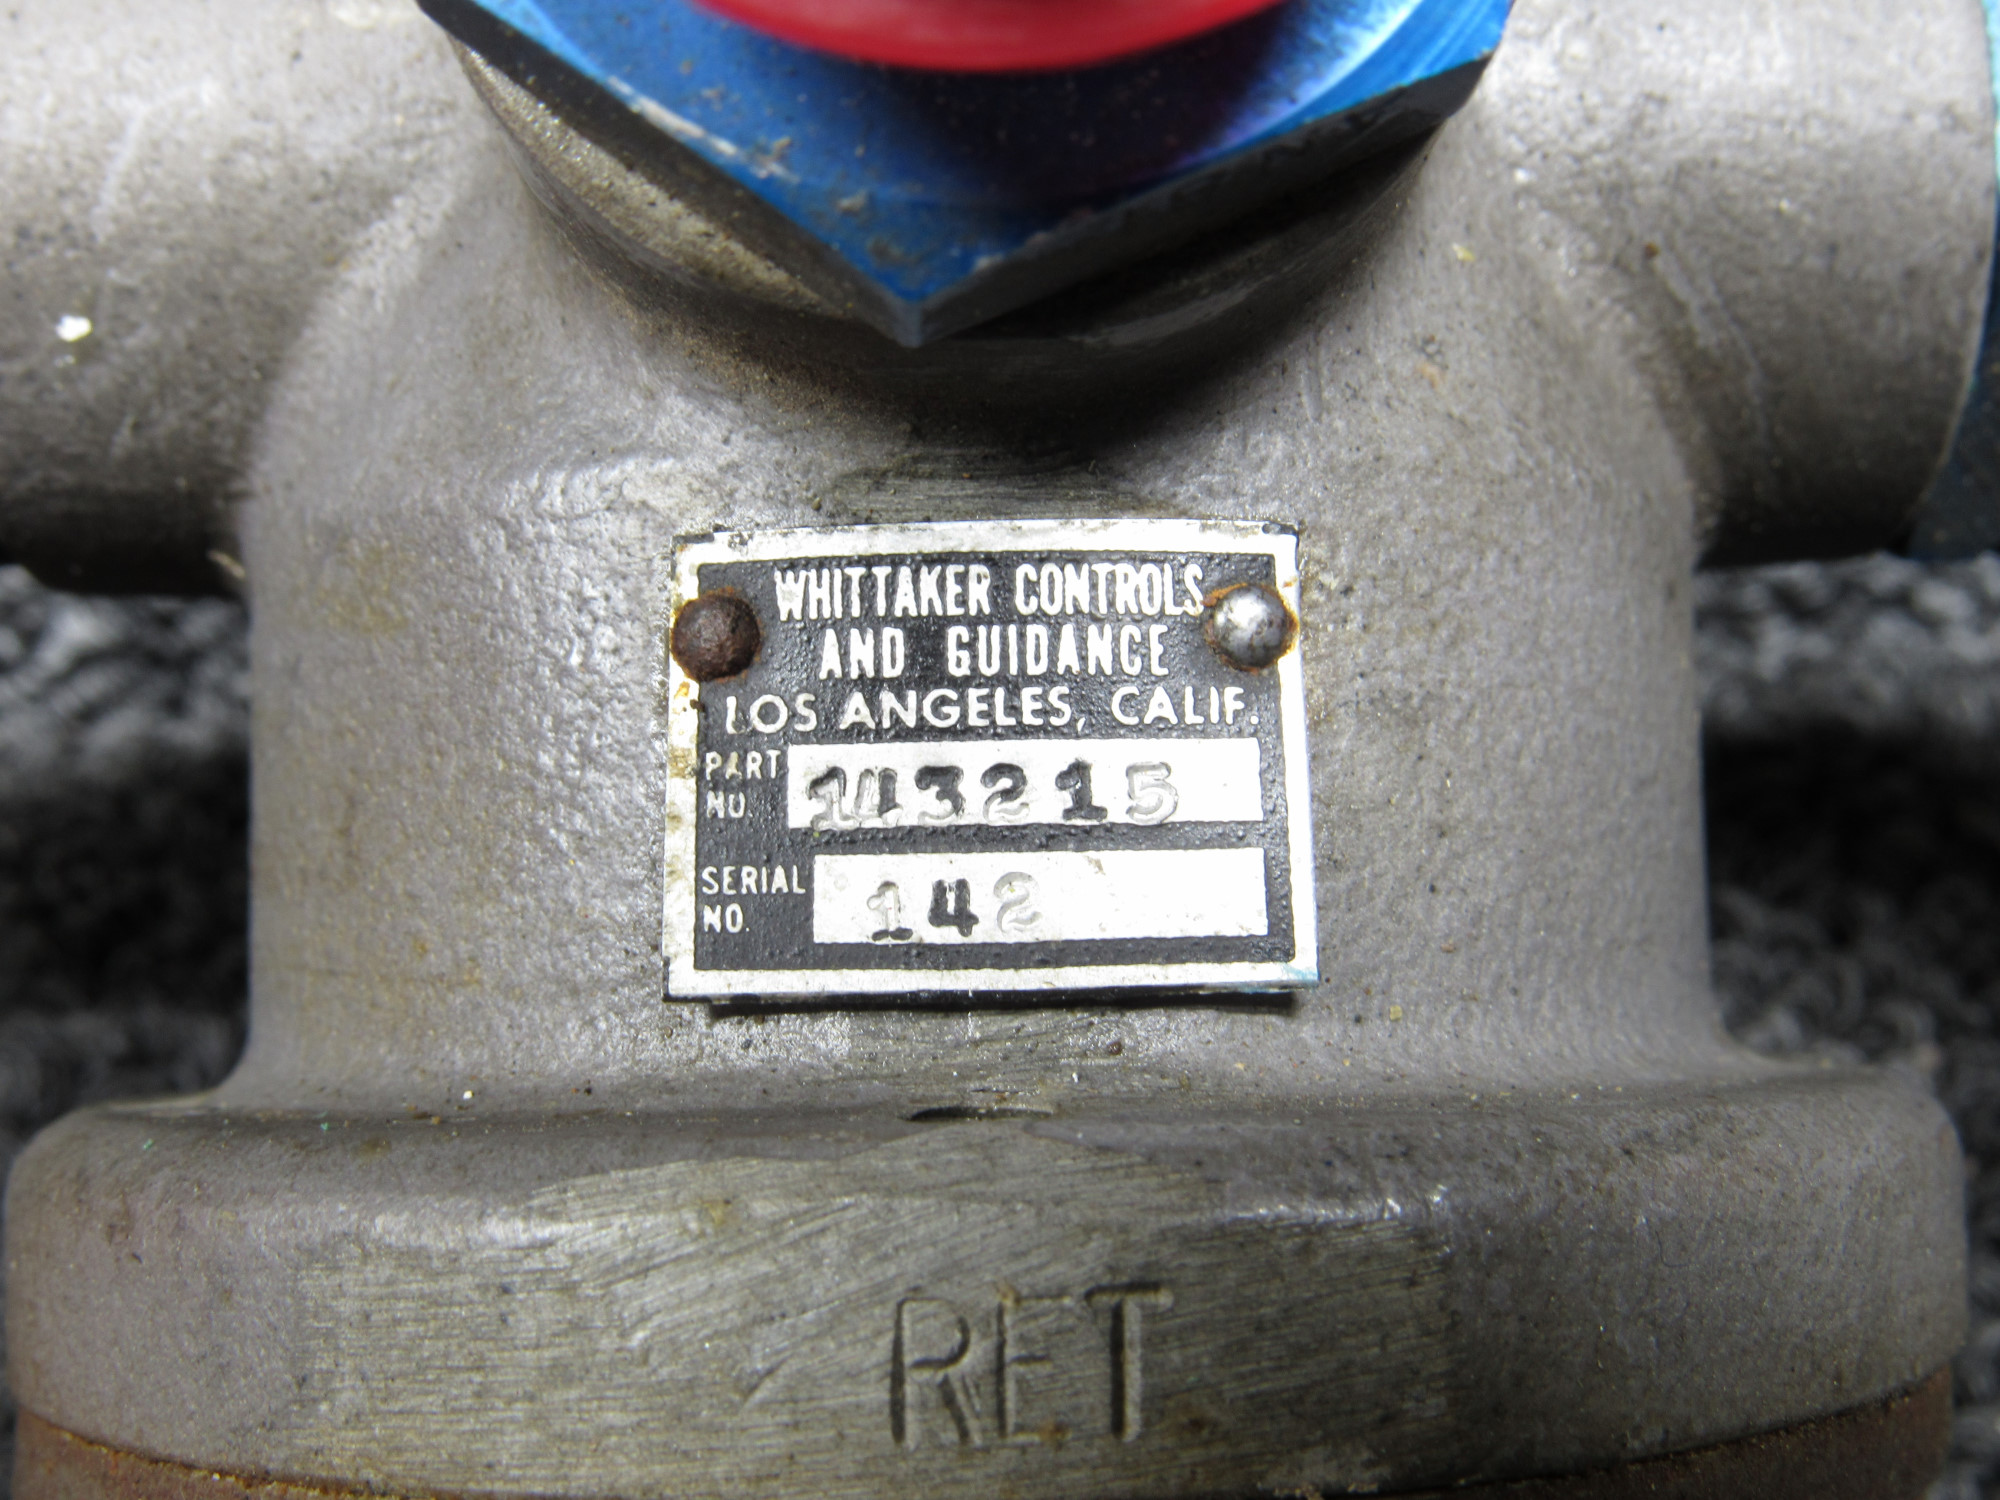 WHITTAKER CONTROLS
AND GUIDANCE
LOS ANGELES, CALIF.
PART NO. 143215
SERIAL NO. 142
RET